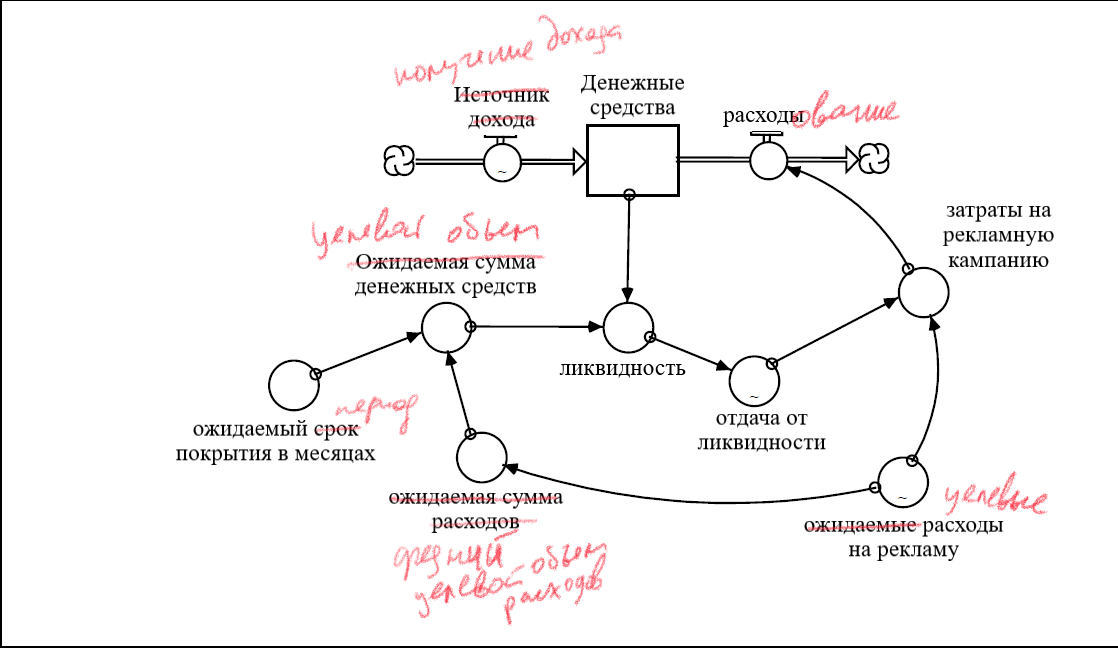 получение дохода
Источник
дохода
Денежные
средства
расходы
ование
затраты на
рекламную
кампанию
целевой объем
Ожидаемая сумма
денежных средств
ликвидность
отдача от
ликвидности
период
ожидаемый срок
покрытия в месяцах
ожидаемая сумма
расходов
средний
целевой объем
расходов
целевые
ожидаемые расходы
на рекламу
~
~
~